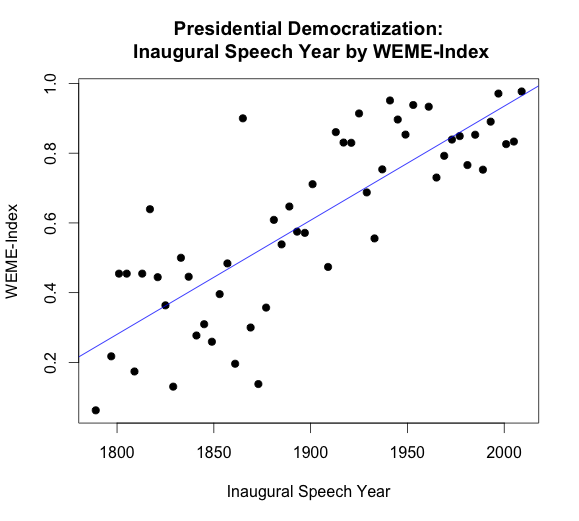 Presidential Democratization:
Inaugural Speech Year by WEME-Index
WEME-Index
1.0
0.8
0.6
0.4
0.2
1800 1850 1900 1950 2000
Inaugural Speech Year